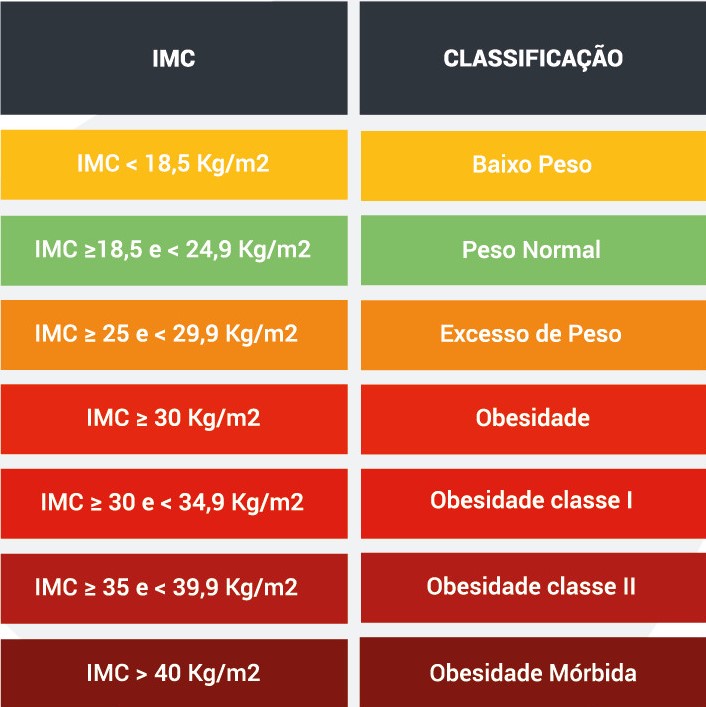 IMC CLASSIFICAÇÃO
IMC < 18,5 Kg/m2 Baixo Peso
IMC ≥18,5 e < 24,9 Kg/m2 Peso Normal
IMC ≥ 25 e < 29,9 Kg/m2 Excesso de Peso
IMC ≥ 30 Kg/m2 Obesidade
IMC ≥ 30 e < 34,9 Kg/m2 Obesidade classe I
IMC ≥ 35 e < 39,9 Kg/m2 Obesidade classe II
IMC > 40 Kg/m2 Obesidade Mórbida